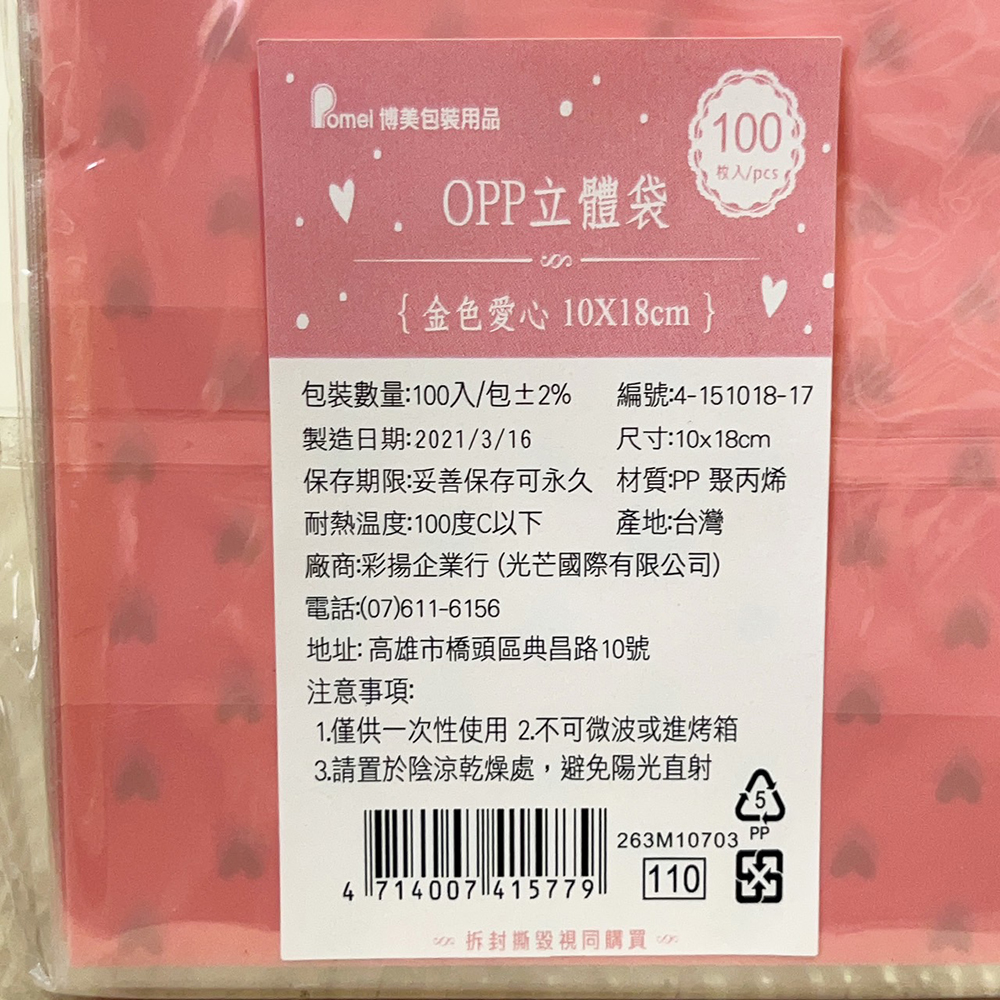 Pomei 博美包裝用品
100
枚入/pcs
OPP立體袋
{ 金色愛心 10X18cm }
包裝數量:100入/包±2% 編號:4-151018-17
製造日期:2021/3/16 尺寸:10x18cm
保存期限:妥善保存可永久 材質:PP 聚丙烯
耐熱溫度:100度C以下 產地:台灣
廠商:彩揚企業行 (光芒國際有限公司)
電話:(07)611-6156
地址: 高雄市橋頭區典昌路10號
注意事項:
1.僅供一次性使用 2.不可微波或進烤箱
3.請置於陰涼乾燥處，避免陽光直射
5
PP
263M10703
110
4 714007 415779
拆封撕毀視同購買